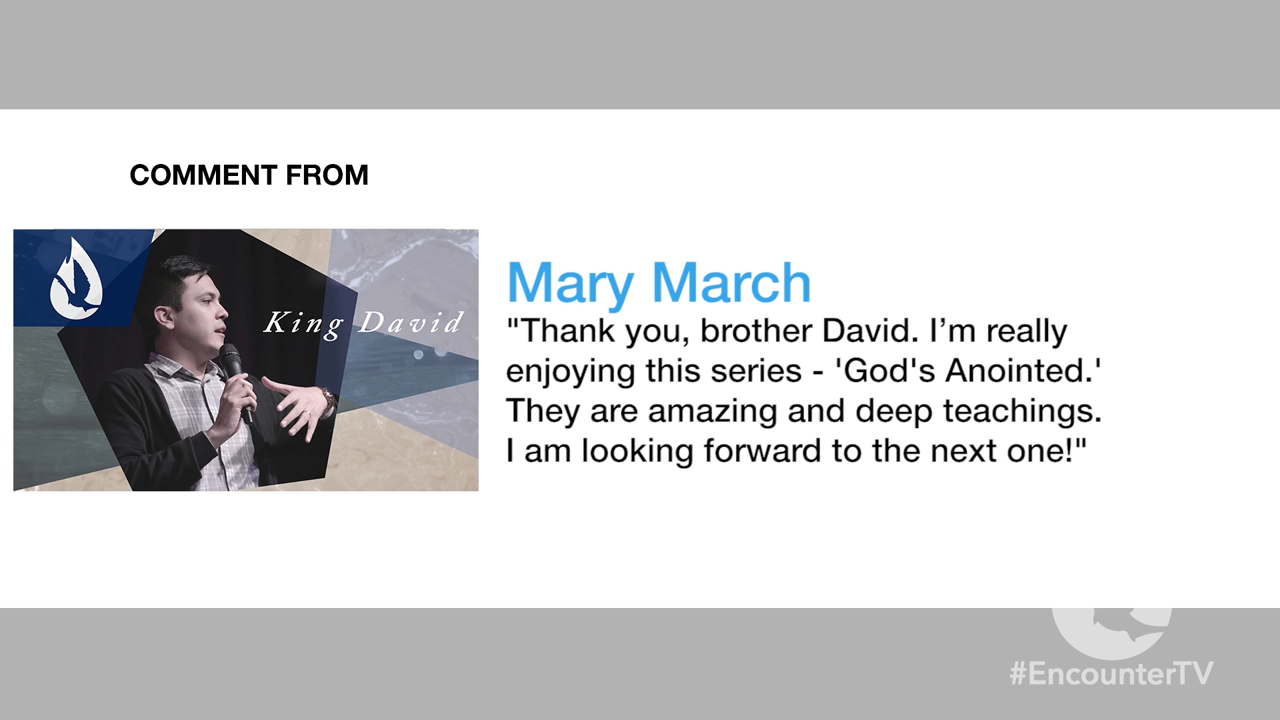 COMMENT FROM
King David
Mary March
"Thank you, brother David. I’m really
enjoying this series - 'God's Anointed.'
They are amazing and deep teachings.
I am looking forward to the next one!"
#EncounterTV